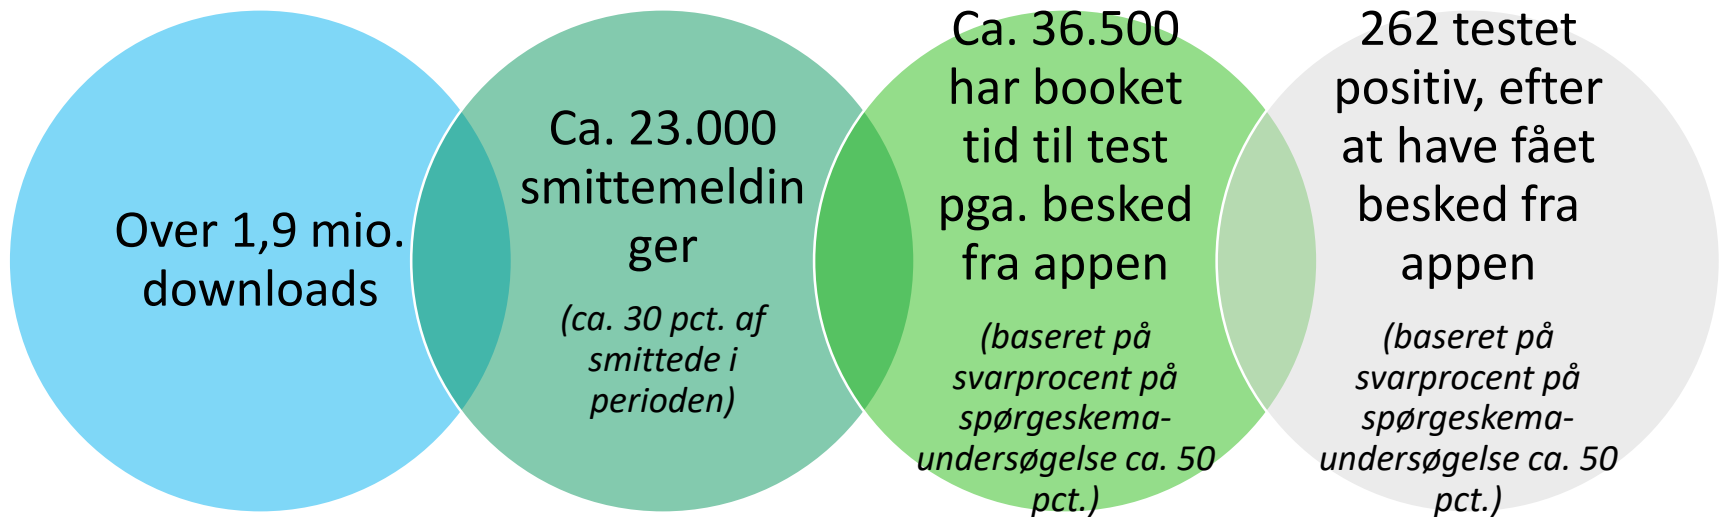 Over 1,9 mio.
downloads
Ca. 23.000
smittemeldin
ger
(ca. 30 pct. af
smittede i
perioden)
Ca. 36.500
har booket
tid til test
pga. besked
fra appen
(baseret på
svarprocent på
spørgeskema-
undersøgelse ca. 50
pct.)
262 testet
positiv, efter
at have fået
besked fra
appen
(baseret på
svarprocent på
spørgeskema-
undersøgelse ca. 50
pct.)